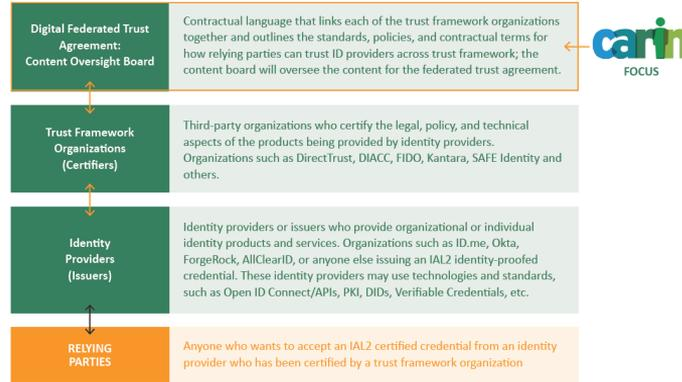 Digital Federated Trust
Agreement:
Content Oversight Board
Contractual language that links each of the trust framework organizations
together and outlines the standards, policies, and contractual terms for
how relying parties can trust ID providers across trust framework; the
content board will oversee the content for the federated trust agreement.
carin
FOCUS
Trust Framework
Organizations
(Certifiers)
Third-party organizations who certify the legal, policy, and technical
aspects of the products being provided by identity providers.
Organizations such as DirectTrust, DIACC, FIDO, Kantara, SAFE Identity and
others.
Identity
Providers
(Issuers)
Identity providers or issuers who provide organizational or individual
identity products and services. Organizations such as ID.me, Okta,
ForgeRock, AllClearID, or anyone else issuing an IAL2 identity-proofed
credential. These identity providers may use technologies and standards,
such as Open ID Connect/APIs, PKI, DIDs, Verifiable Credentials, etc.
RELYING
PARTIES
Anyone who wants to accept an IAL2 certified credential from an identity
provider who has been certified by a trust framework organization